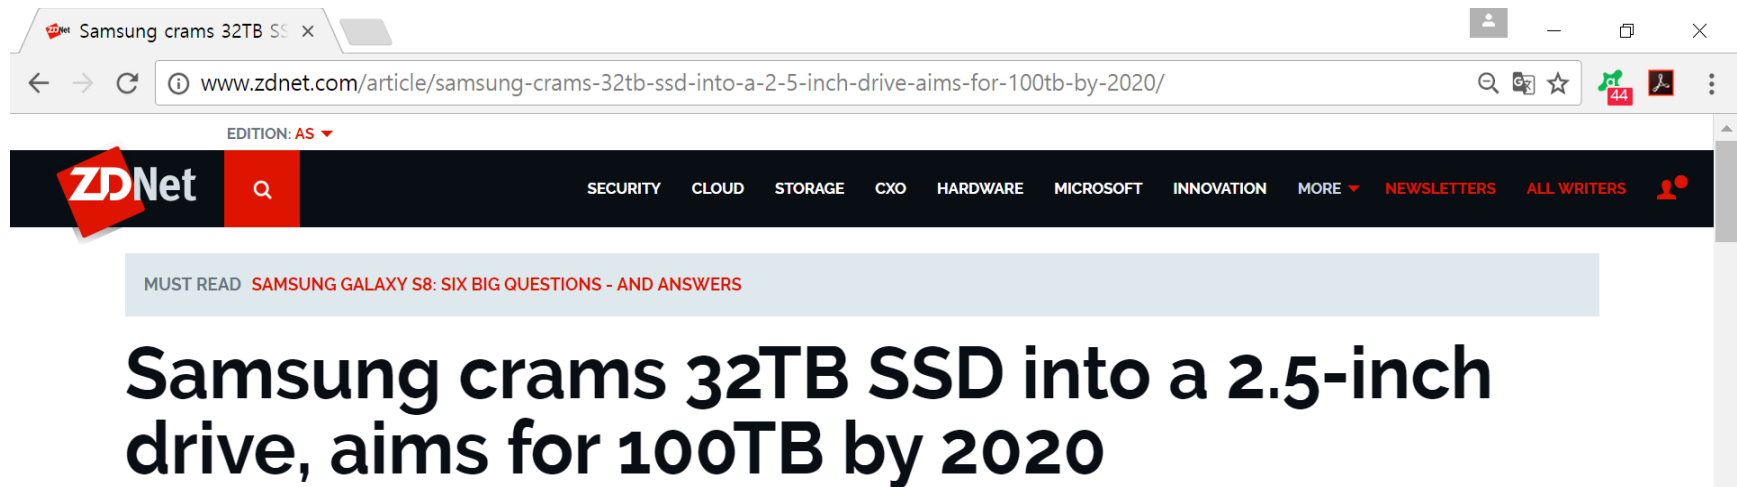 Samsung crams 32TB SS
www.zdnet.com/article/samsung-crams-32tb-ssd-into-a-2-5-inch-drive-aims-for-100tb-by-2020/
44
EDITION: AS
ZDNet
SECURITY CLOUD STORAGE CXO HARDWARE MICROSOFT INNOVATION MORE NEWSLETTERS ALL WRITERS
MUST READ SAMSUNG GALAXY S8: SIX BIG QUESTIONS - AND ANSWERS
Samsung crams 32TB SSD into a 2.5-inch
drive, aims for 100TB by 2020